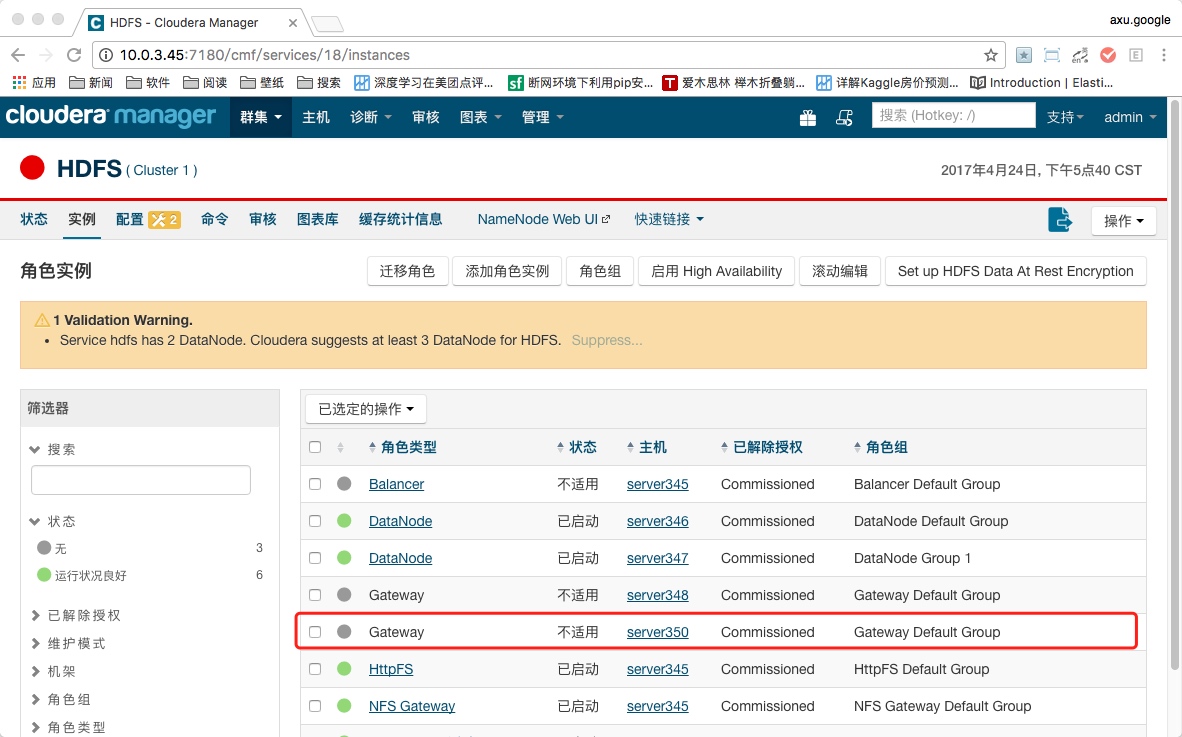 HDFS - Cloudera Manager
axu.google
10.0.3.45:7180/cmf/services/18/instances
应用 新闻 软件 阅读 壁纸 搜索 深度学习在美团点评... 断网环境下利用pip安... 爱木思林 榉木折叠躺... 详解Kaggle房价预测... Introduction | Elasti...
cloudera manager 群集 主机 诊断 审核 图表 管理 搜索 (Hotkey: /) 支持 admin
HDFS ( Cluster 1 )
2017年4月24日, 下午5点40 CST
状态 实例 配置 2 命令 审核 图表库 缓存统计信息 NameNode Web UI 快速链接 操作
角色实例 迁移角色 添加角色实例 角色组 启用 High Availability 滚动编辑 Set up HDFS Data At Rest Encryption
1 Validation Warning.
Service hdfs has 2 DataNode. Cloudera suggests at least 3 DataNode for HDFS. Suppress...
筛选器
搜索
状态
无 3
运行状况良好 6
已解除授权
维护模式
机架
角色组
角色类型
已选定的操作
角色类型 状态 主机 已解除授权 角色组
Balancer 不适用 server345 Commissioned Balancer Default Group
DataNode 已启动 server346 Commissioned DataNode Default Group
DataNode 已启动 server347 Commissioned DataNode Group 1
Gateway 不适用 server348 Commissioned Gateway Default Group
Gateway 不适用 server350 Commissioned Gateway Default Group
HttpFS 已启动 server345 Commissioned HttpFS Default Group
NFS Gateway 已启动 server345 Commissioned NFS Gateway Default Group